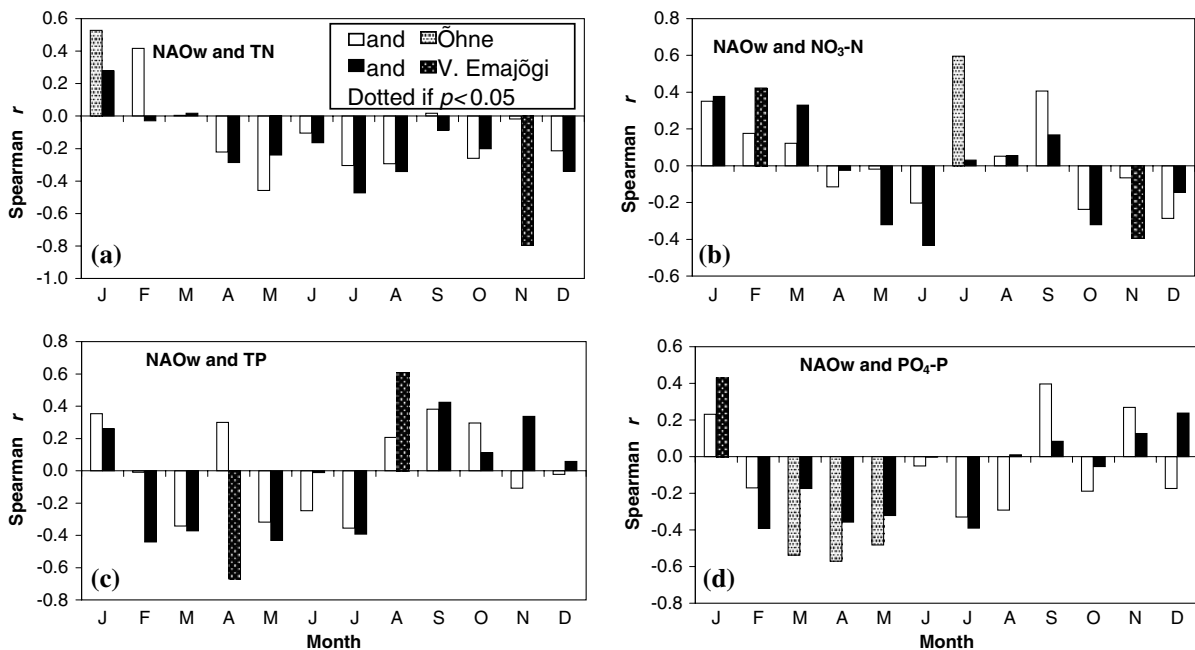 NAOw and TN
and Õhne
and V. Emajõgi
Dotted if p<0.05
Spearman r
0.6
0.4
0.2
0.0
-0.2
-0.4
-0.6
-0.8
-1.0
(a)
J F M A M J J A S O N D
NAOw and NO₃-N
Spearman r
0.6
0.4
0.2
0.0
-0.2
-0.4
-0.6
(b)
J F M A M J J A S O N D
NAOw and TP
Spearman r
0.8
0.6
0.4
0.2
0.0
-0.2
-0.4
-0.6
-0.8
(c)
J F M A M J J A S O N D
Month
NAOw and PO₄-P
Spearman r
0.6
0.4
0.2
0.0
-0.2
-0.4
-0.6
-0.8
(d)
J F M A M J J A S O N D
Month